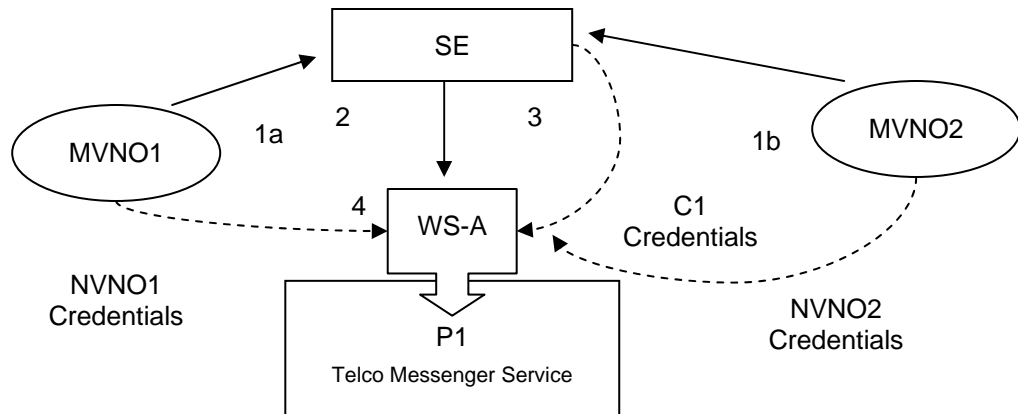 SE
MVNO1
1a
2
3
1b
MVNO2
4
WS-A
C1
Credentials
NVNO1
Credentials
NVNO2
Credentials
P1
Telco Messenger Service